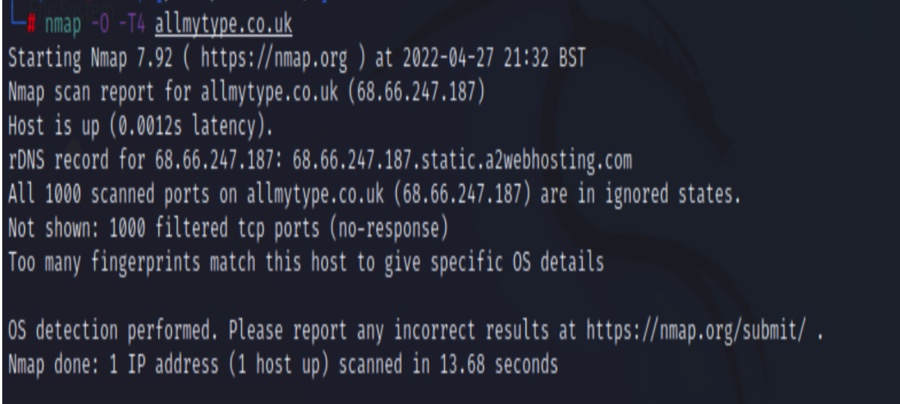 # nmap -O -T4 allmytype.co.uk
Starting Nmap 7.92 ( https://nmap.org ) at 2022-04-27 21:32 BST
Nmap scan report for allmytype.co.uk (68.66.247.187)
Host is up (0.0012s latency).
rDNS record for 68.66.247.187: 68.66.247.187.static.a2webhosting.com
All 1000 scanned ports on allmytype.co.uk (68.66.247.187) are in ignored states.
Not shown: 1000 filtered tcp ports (no-response)
Too many fingerprints match this host to give specific OS details
OS detection performed. Please report any incorrect results at https://nmap.org/submit/ .
Nmap done: 1 IP address (1 host up) scanned in 13.68 seconds